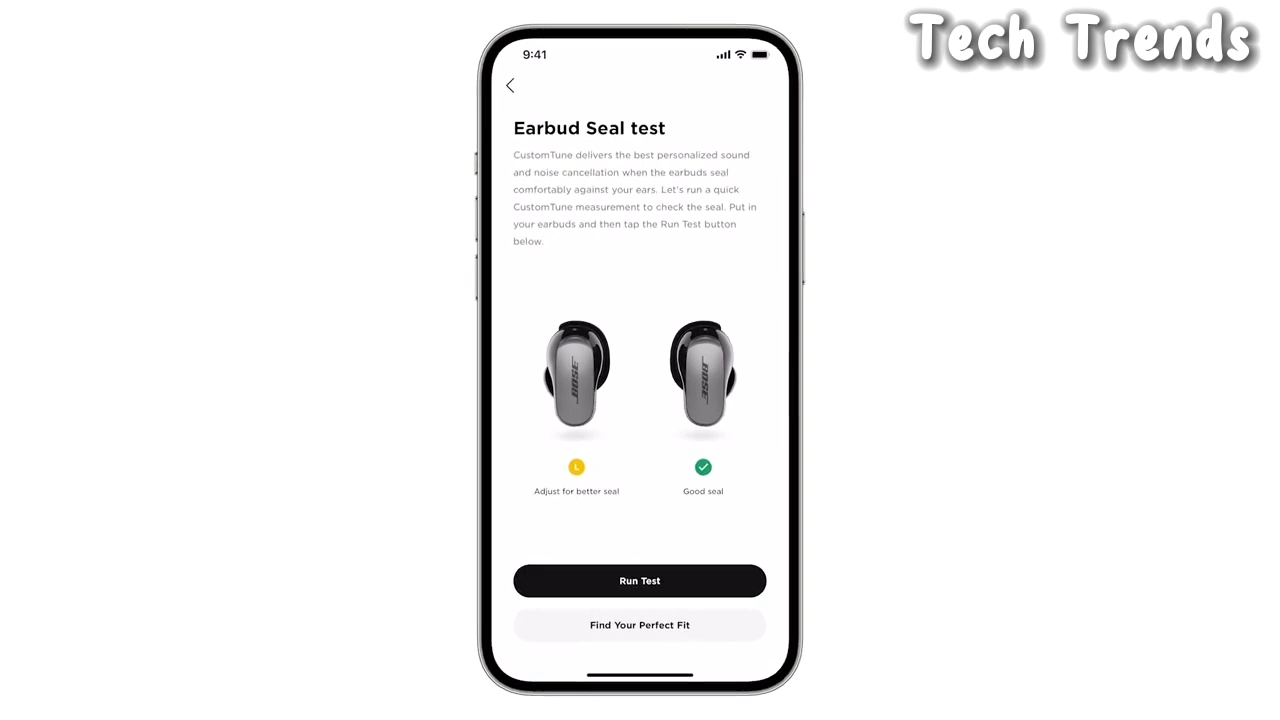 Tech Trends
9:41
Earbud Seal test
CustomTune delivers the best personalized sound
and noise cancellation when the earbuds seal
comfortably against your ears. Let's run a quick
CustomTune measurement to check the seal. Put in
your earbuds and then tap the Run Test button
below.
BOSE
BOSE
L
Adjust for better seal
Good seal
Run Test
Find Your Perfect Fit